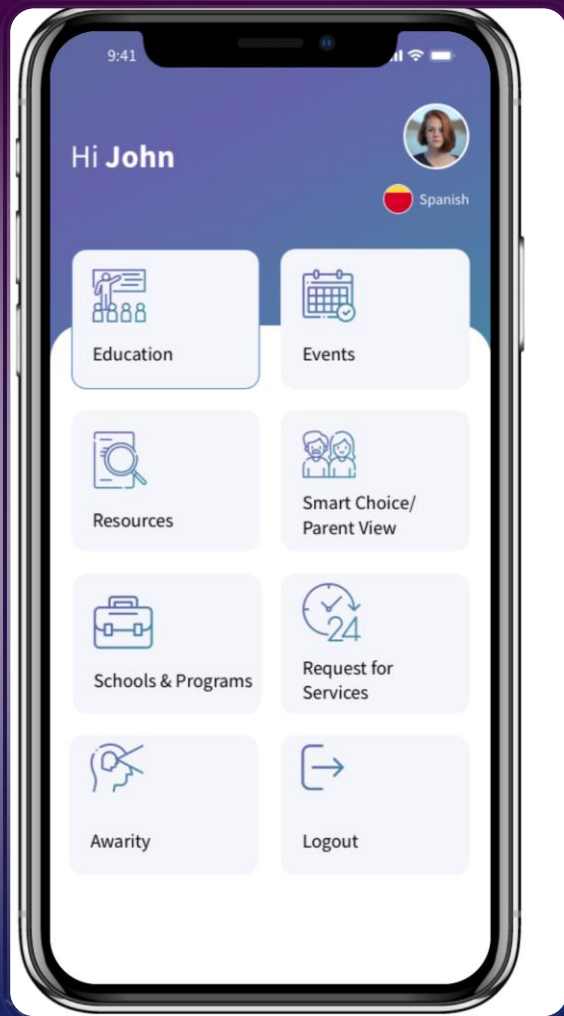 9:41
Hi John
Spanish
Education
Events
Resources
Smart Choice/
Parent View
Schools & Programs
24
Request for
Services
Awarity
Logout